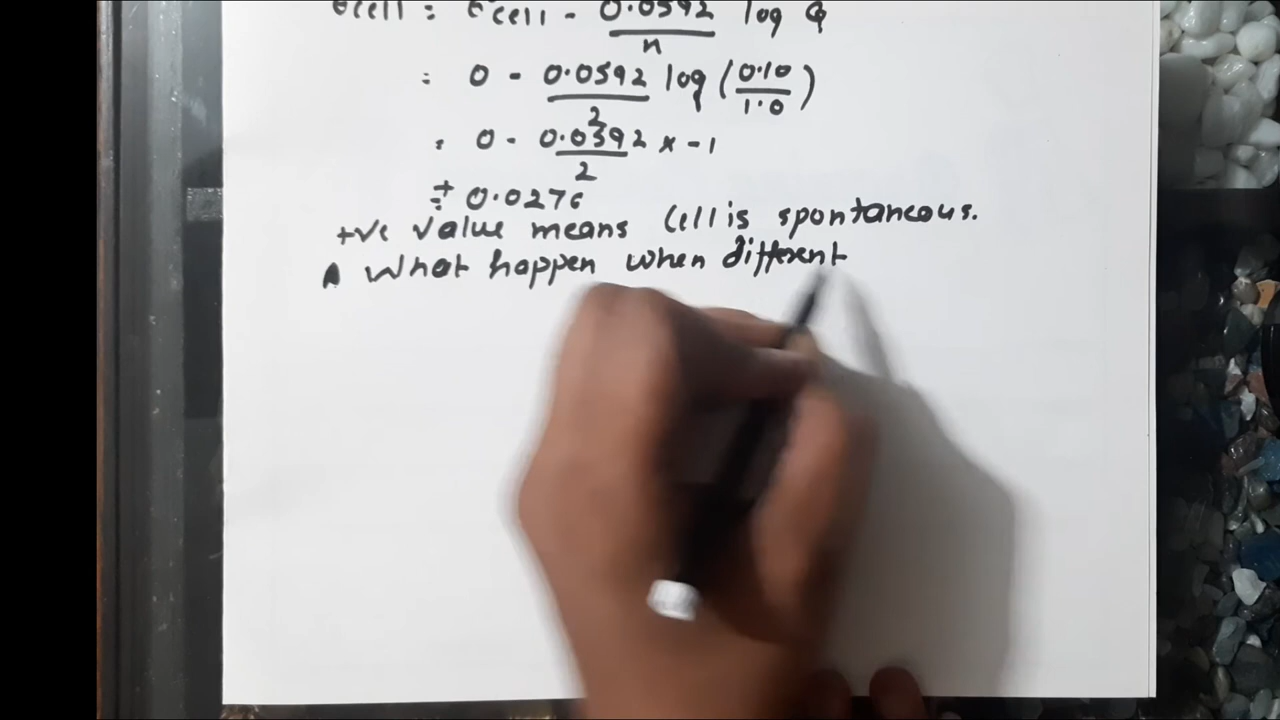 Ecell = E°cell - 0.0592/n log Q
= 0 - 0.0592/2 log (0.10/1.0)
= 0 - 0.0592/2 x -1
= + 0.0276
+ve value means Cell is spontaneous.
What happen when different